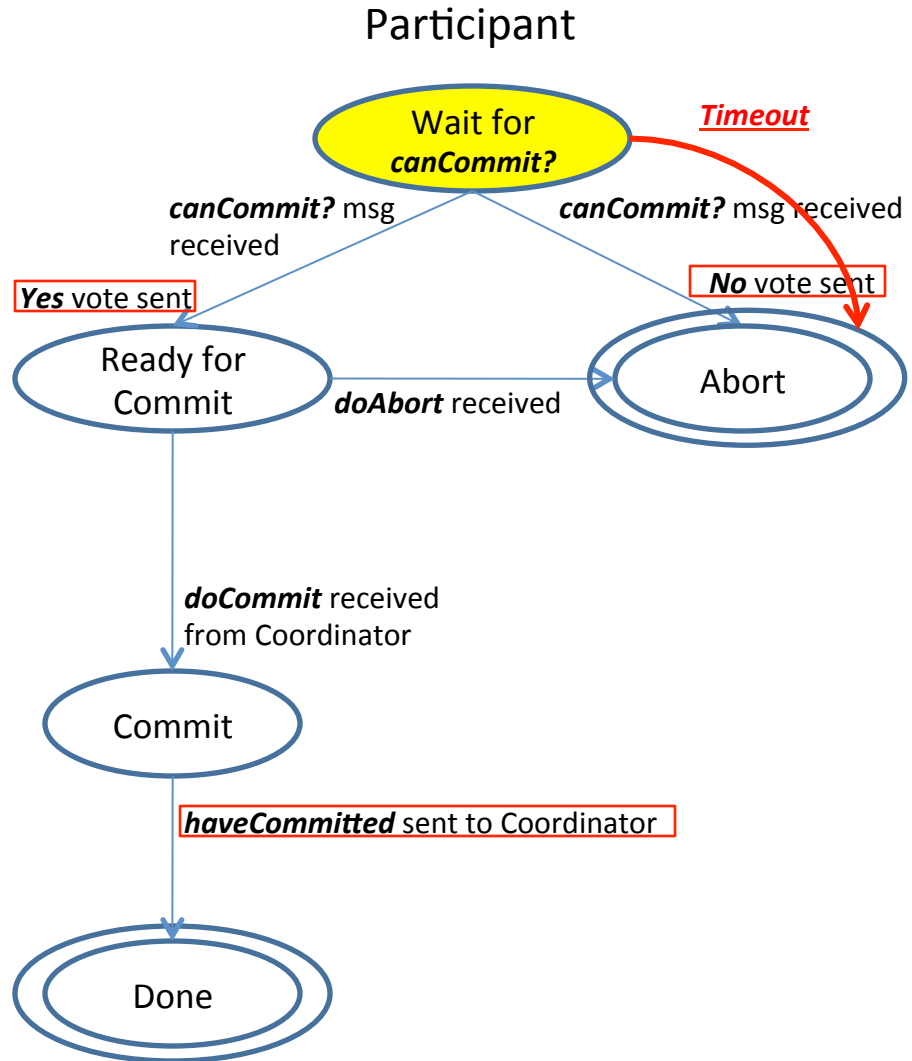 Participant
Wait for
canCommit?
Timeout
canCommit? msg
received
canCommit? msg received
Yes vote sent
No vote sent
Ready for
Commit
doAbort received
Abort
doCommit received
from Coordinator
Commit
haveCommitted sent to Coordinator
Done